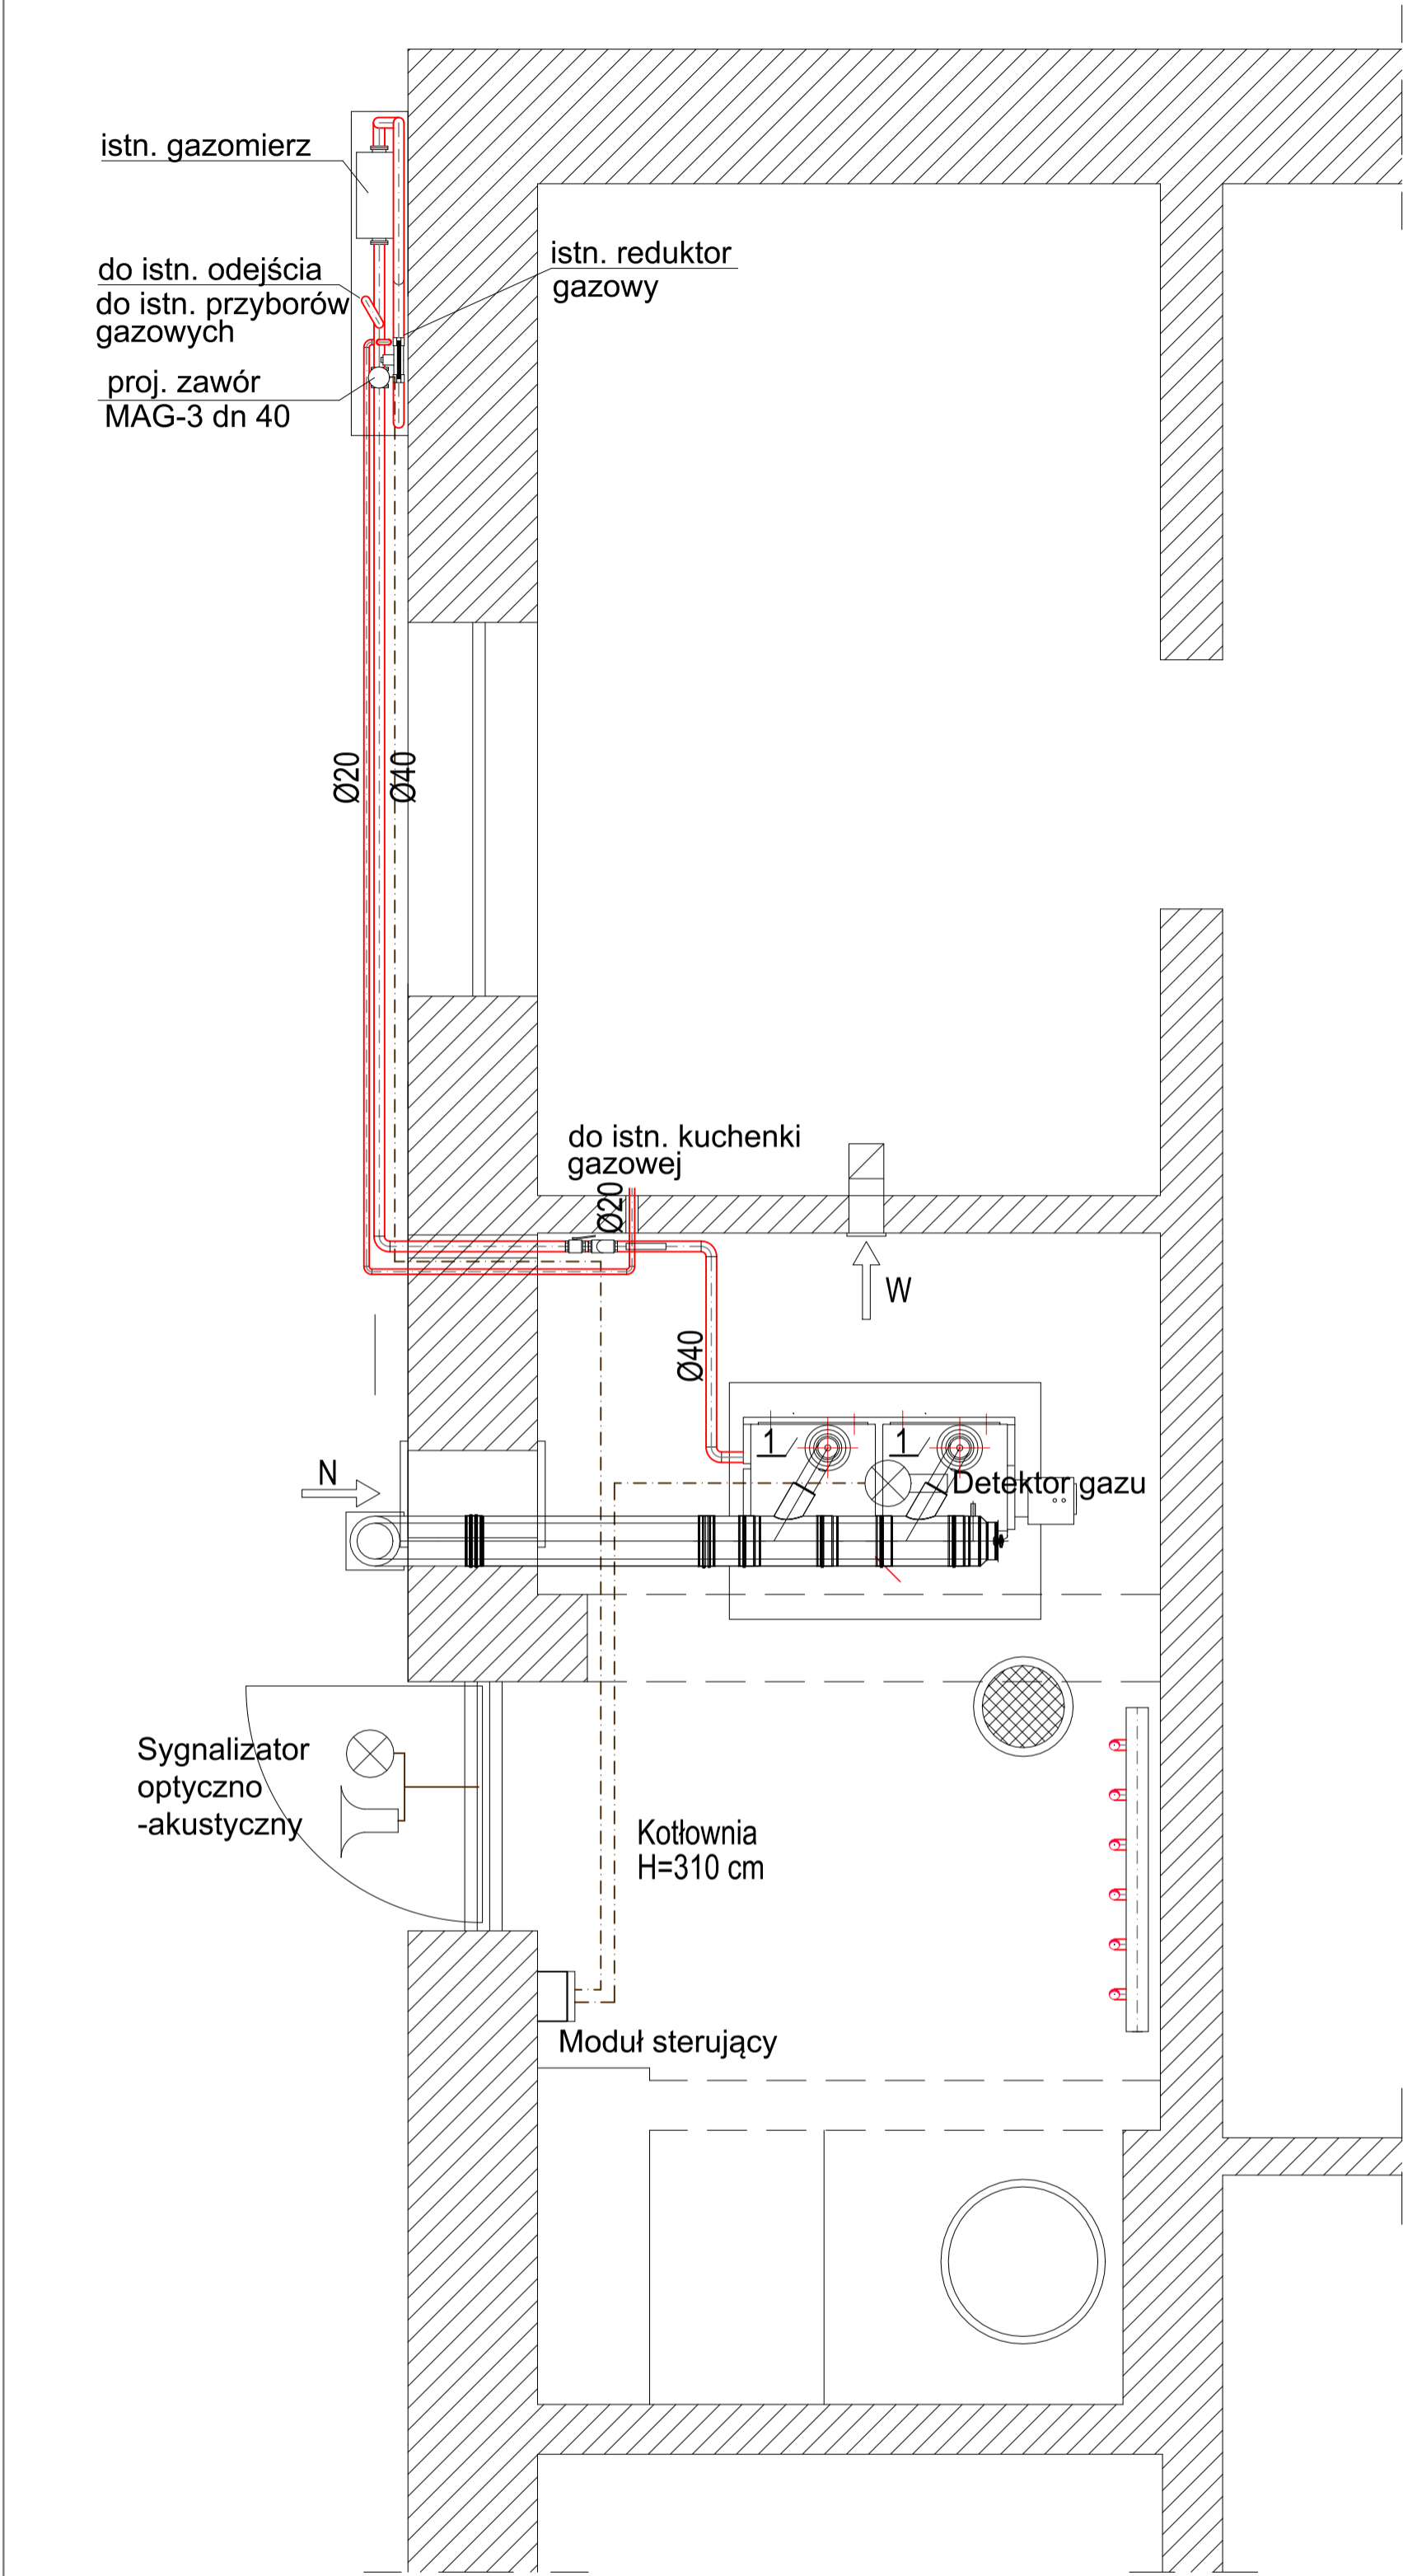 istn. gazomierz
do istn. odejścia
do istn. przyborów
gazowych
istn. reduktor
gazowy
proj. zawór
MAG-3 dn 40
Ø20
Ø40
do istn. kuchenki
gazowej
Ø20
W
Ø40
1
1
N
Detektor gazu
Sygnalizator
optyczno
-akustyczny
Kotłownia
H=310 cm
Moduł sterujący